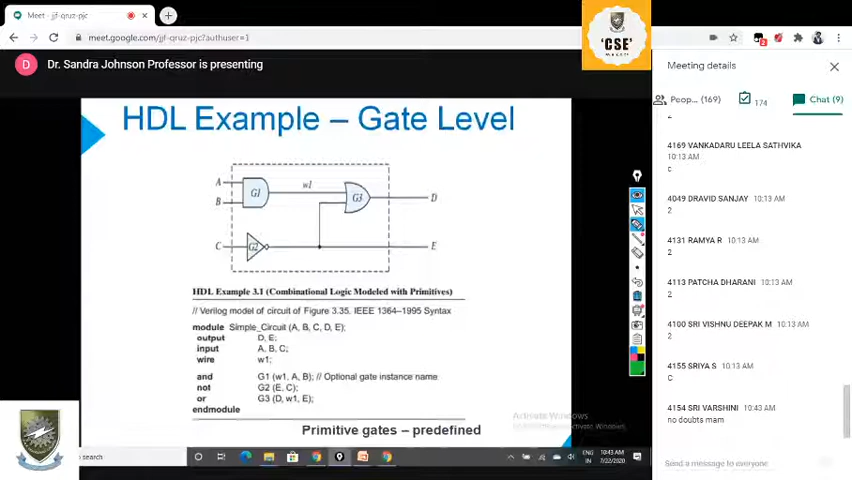 Meet - jjf-qruz-pjc
meet.google.com/jjf-qruz-pjc?authuser=1
D Dr. Sandra Johnson Professor is presenting
'CSE'
HDL Example – Gate Level
A
B
C
G1
w1
G2
G3
D
E
HDL Example 3.1 (Combinational Logic Modeled with Primitives)
// Verilog model of circuit of Figure 3.35. IEEE 1364–1995 Syntax
module Simple_Circuit (A, B, C, D, E);
output D, E;
input A, B, C;
wire w1;
and G1 (w1, A, B); // Optional gate instance name
not G2 (E, C);
or G3 (D, w1, E);
endmodule
Primitive gates – predefined
Activate Windows
search
ENG
IN
10:43 AM
7/22/2020
Meeting details
Peop... (169)
174
Chat (9)
2
4169 VANKADARU LEELA SATHVIKA
10:13 AM
c
4049 DRAVID SANJAY 10:13 AM
2
4131 RAMYA R 10:13 AM
2
4113 PATCHA DHARANI 10:13 AM
2
4100 SRI VISHNU DEEPAK M 10:13 AM
2
4155 SRIYA S 10:13 AM
C
4154 SRI VARSHINI 10:43 AM
no doubts mam
Send a message to everyone